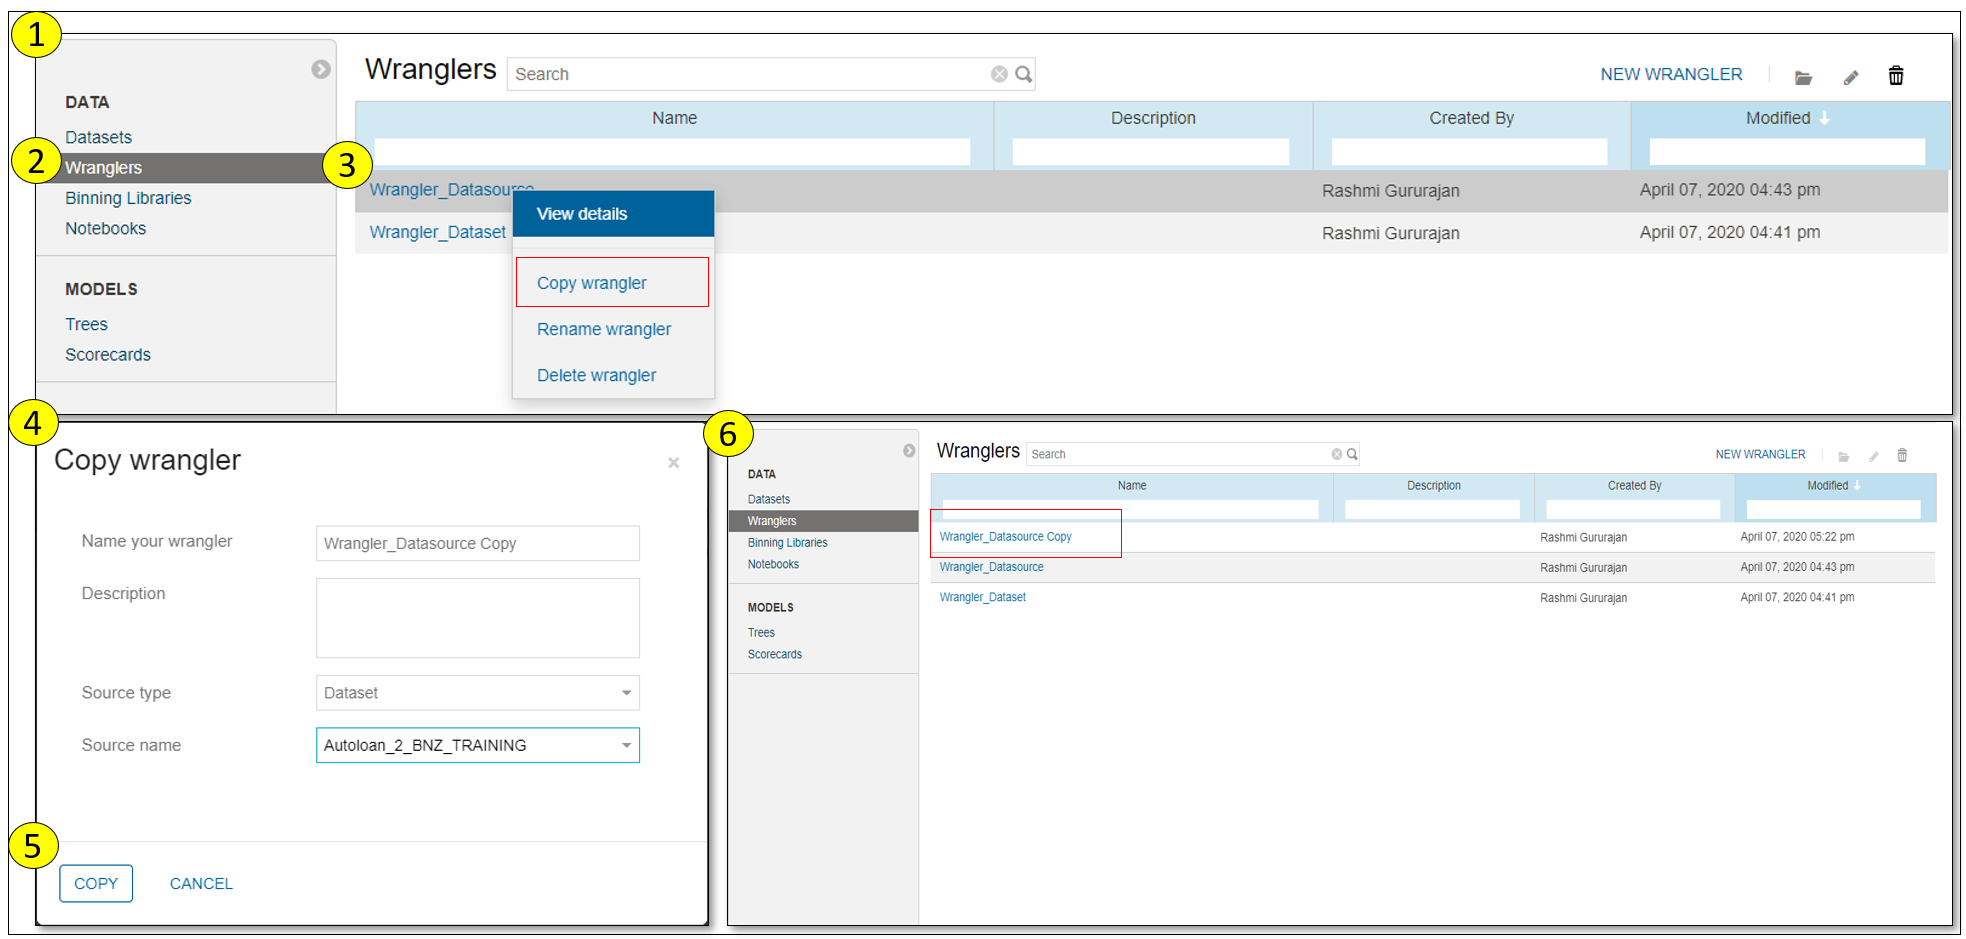 1
DATA
Datasets
2
Wranglers
Binning Libraries
Notebooks
MODELS
Trees
Scorecards
Wranglers Search NEW WRANGLER
Name Description Created By Modified
3
Wrangler_Datasource Rashmi Gururajan April 07, 2020 04:43 pm
Wrangler_Dataset Rashmi Gururajan April 07, 2020 04:41 pm
View details
Copy wrangler
Rename wrangler
Delete wrangler
4
Copy wrangler
Name your wrangler Wrangler_Datasource Copy
Description
Source type Dataset
Source name Autoloan_2_BNZ_TRAINING
5
COPY CANCEL
6
DATA
Datasets
Wranglers
Binning Libraries
Notebooks
MODELS
Trees
Scorecards
Wranglers Search NEW WRANGLER
Name Description Created By Modified
Wrangler_Datasource Copy Rashmi Gururajan April 07, 2020 05:22 pm
Wrangler_Datasource Rashmi Gururajan April 07, 2020 04:43 pm
Wrangler_Dataset Rashmi Gururajan April 07, 2020 04:41 pm